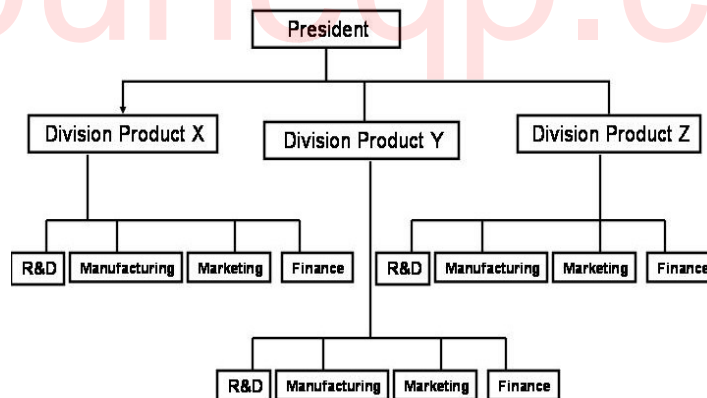 President
Division Product X
Division Product Y
Division Product Z
R&D
Manufacturing
Marketing
Finance
R&D
Manufacturing
Marketing
Finance
R&D
Manufacturing
Marketing
Finance